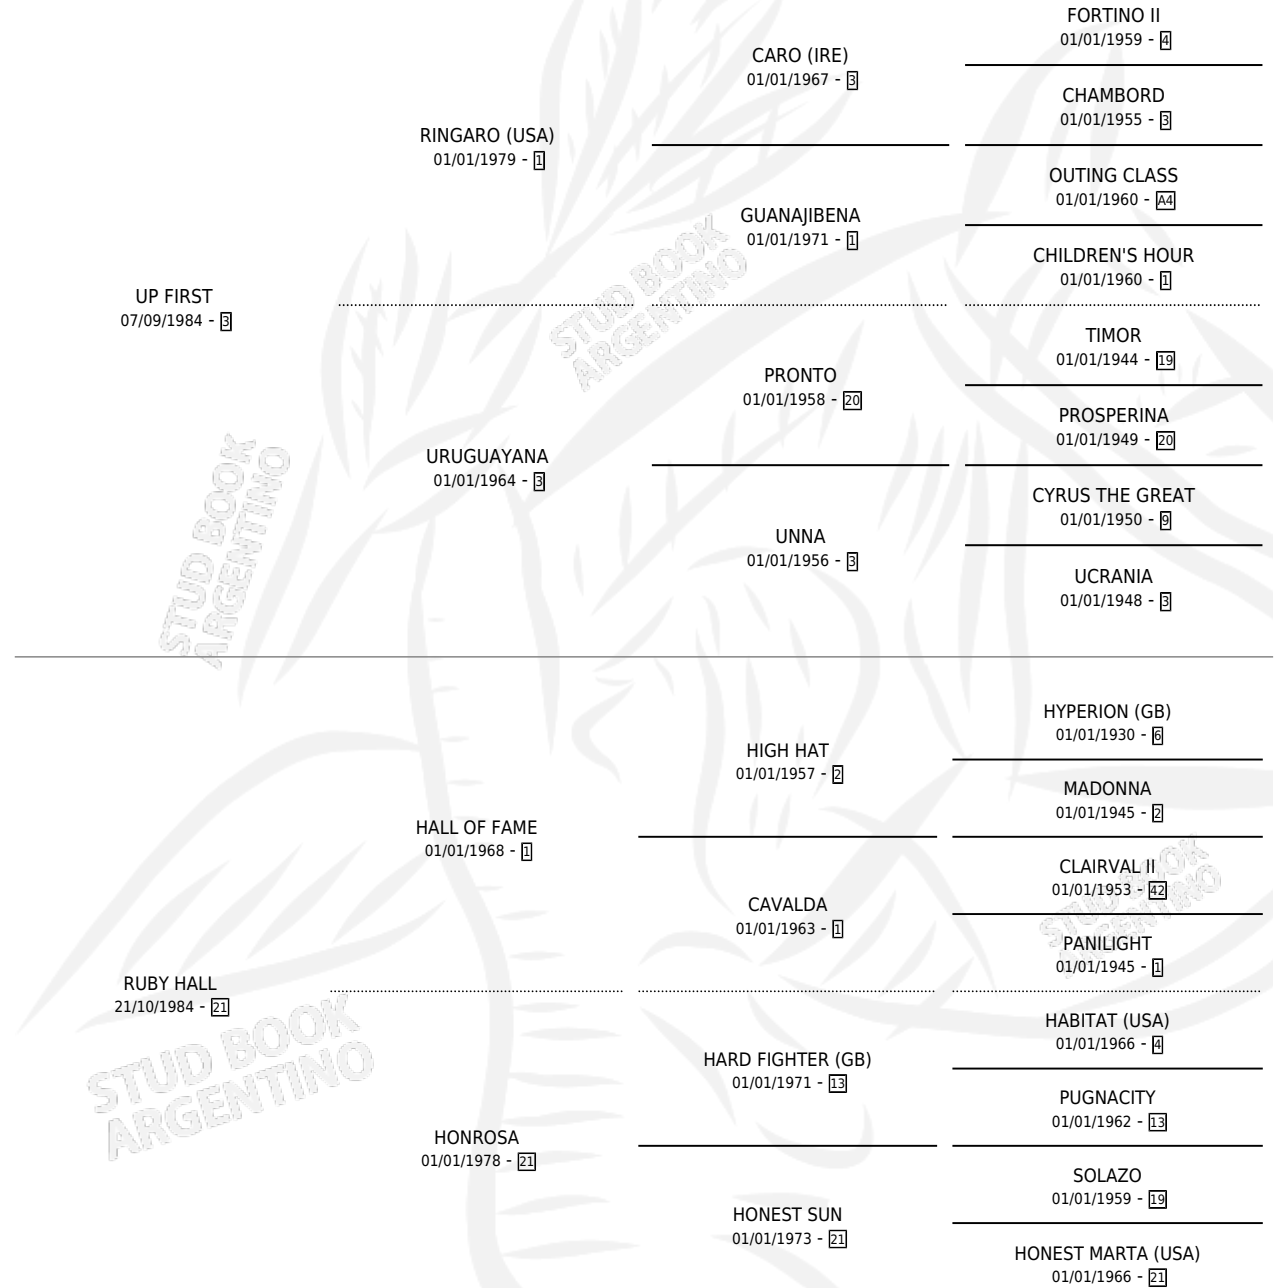 FORTINO II
01/01/1959 - 4
CARO (IRE)
01/01/1967 - 3
CHAMBORD
01/01/1955 - 3
RINGARO (USA)
01/01/1979 - 1
OUTING CLASS
01/01/1960 - A4
GUANAJIBENA
01/01/1971 - 1
CHILDREN'S HOUR
01/01/1960 - 1
UP FIRST
07/09/1984 - 3
TIMOR
01/01/1944 - 19
PRONTO
01/01/1958 - 20
PROSPERINA
01/01/1949 - 20
URUGUAYANA
01/01/1964 - 3
CYRUS THE GREAT
01/01/1950 - 9
UNNA
01/01/1956 - 3
UCRANIA
01/01/1948 - 3
HYPERION (GB)
01/01/1930 - 6
HIGH HAT
01/01/1957 - 2
MADONNA
01/01/1945 - 2
HALL OF FAME
01/01/1968 - 1
CLAIRVAL II
01/01/1953 - 42
CAVALDA
01/01/1963 - 1
PANILIGHT
01/01/1945 - 1
RUBY HALL
21/10/1984 - 21
HABITAT (USA)
01/01/1966 - 4
HARD FIGHTER (GB)
01/01/1971 - 13
PUGNACITY
01/01/1962 - 13
HONROSA
01/01/1978 - 21
SOLAZO
01/01/1959 - 19
HONEST SUN
01/01/1973 - 21
HONEST MARTA (USA)
01/01/1966 - 21
STUD BOOK
ARGENTINO
STUD BOOK
ARGENTINO
STUD BOOK
ARGENTINO
STUD BOOK
ARGENTINO